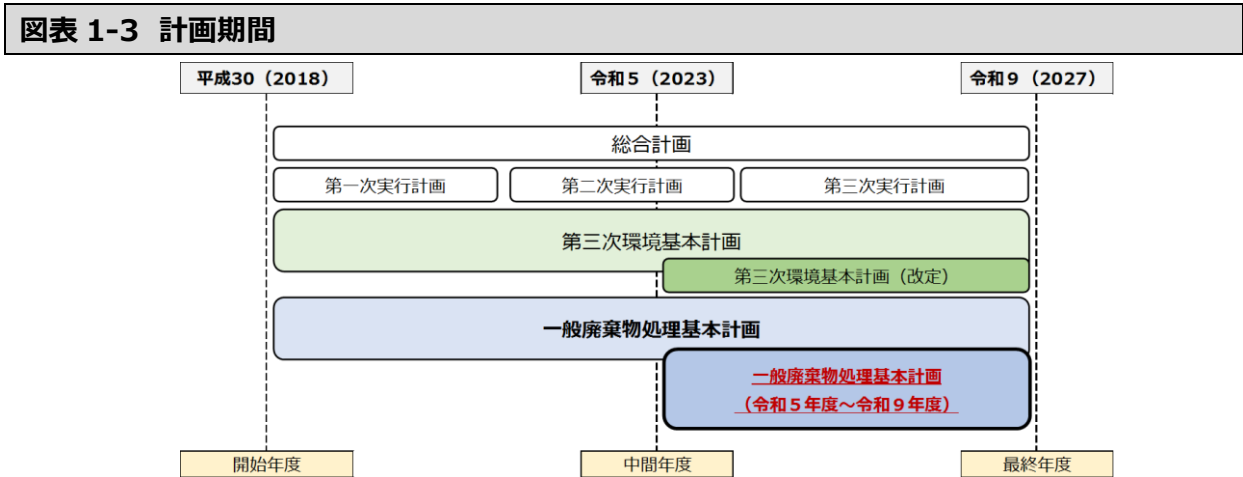 図表 1-3 計画期間
平成30（2018）
令和5（2023）
令和9（2027）
総合計画
第一次実行計画
第二次実行計画
第三次実行計画
第三次環境基本計画
第三次環境基本計画（改定）
一般廃棄物処理基本計画
一般廃棄物処理基本計画
（令和５年度～令和９年度）
開始年度
中間年度
最終年度